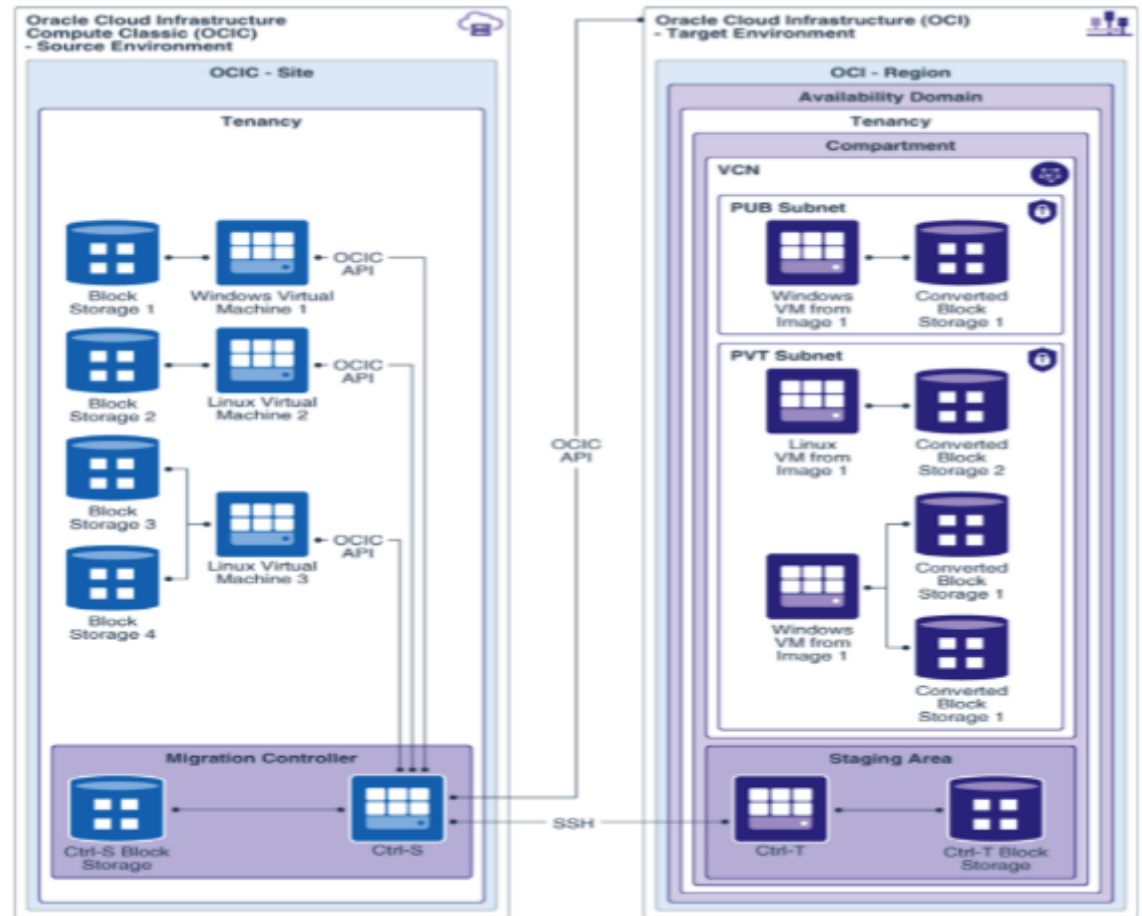 Oracle Cloud Infrastructure
Compute Classic (OCIC)
- Source Environment
OCIC - Site
Tenancy
Block
Storage 1
Windows Virtual
Machine 1
OCIC
API
Block
Storage 2
Linux Virtual
Machine 2
OCIC
API
Block
Storage 3
Block
Storage 4
Linux Virtual
Machine 3
OCIC
API
Migration Controller
Ctrl-S Block
Storage
Ctrl-S
OCIC
API
SSH
Oracle Cloud Infrastructure (OCI)
- Target Environment
OCI - Region
Availability Domain
Tenancy
Compartment
VCN
PUB Subnet
Windows
VM from
Image 1
Converted
Block
Storage 1
PVT Subnet
Linux
VM from
Image 1
Converted
Block
Storage 2
Windows
VM from
Image 1
Converted
Block
Storage 1
Converted
Block
Storage 1
Staging Area
Ctrl-T
Ctrl-T Block
Storage